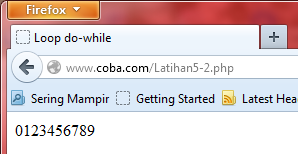 Firefox
Loop do-while
www.coba.com/Latihan5-2.php
Sering Mampir Getting Started Latest Hea
0123456789